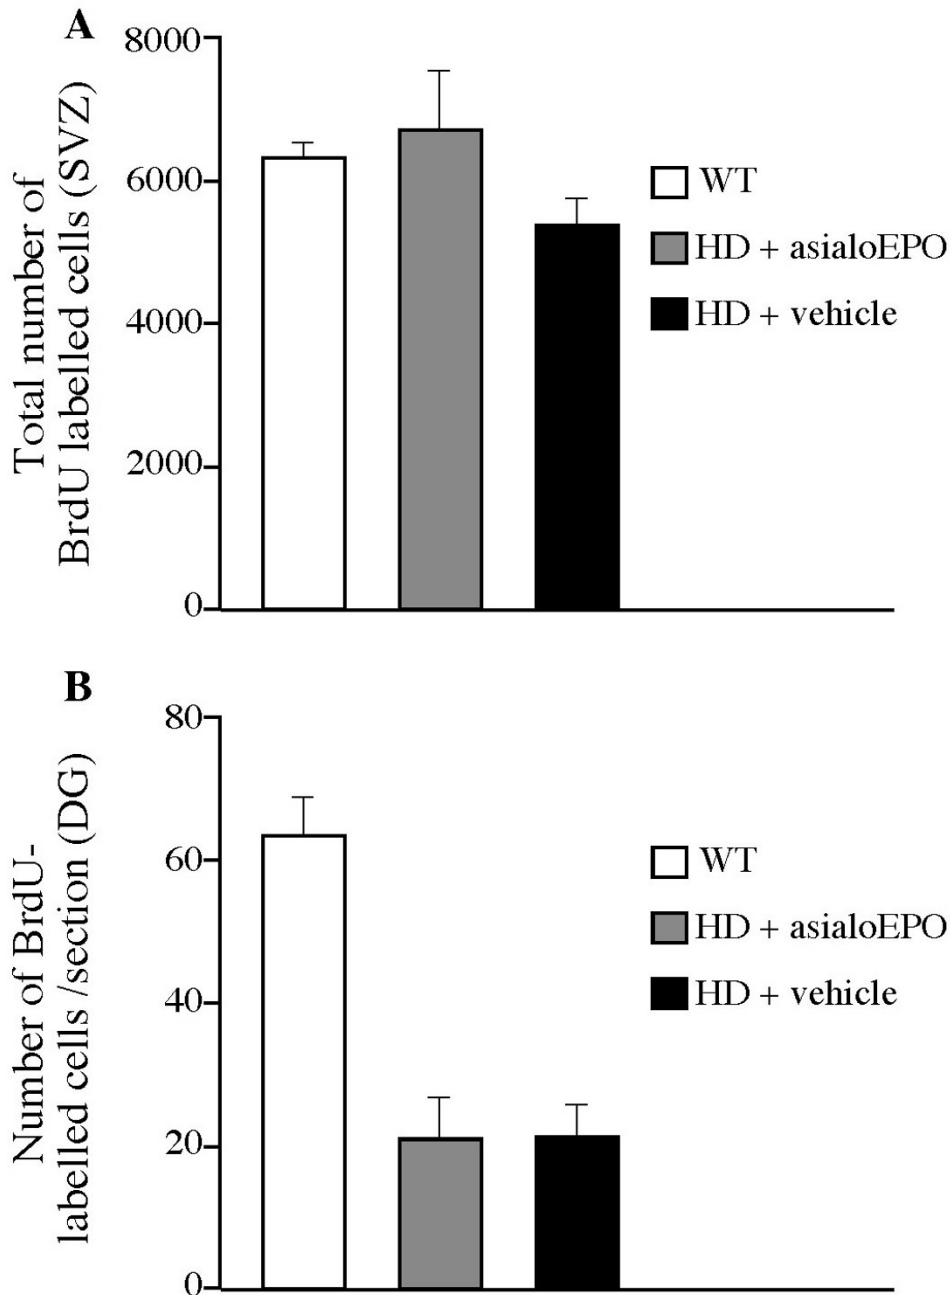 A
Total number of
BrdU labelled cells (SVZ)
8000
6000
4000
2000
0
WT
HD + asialoEPO
HD + vehicle
B
Number of BrdU-
labelled cells /section (DG)
80
60
40
20
0
WT
HD + asialoEPO
HD + vehicle